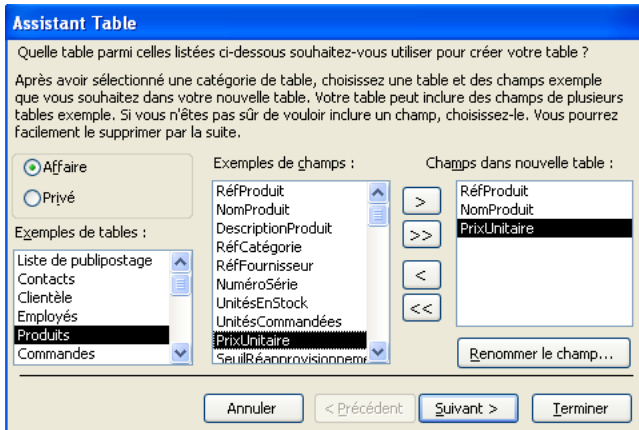 Assistant Table
Quelle table parmi celles listées ci-dessous souhaitez-vous utiliser pour créer votre table ?
Après avoir sélectionné une catégorie de table, choisissez une table et des champs exemple
que vous souhaitez dans votre nouvelle table. Votre table peut inclure des champs de plusieurs
tables exemple. Si vous n'êtes pas sûr de vouloir inclure un champ, choisissez-le. Vous pourrez
facilement le supprimer par la suite.
Affaire
Privé
Exemples de tables :
Liste de publipostage
Contacts
Clientèle
Employés
Produits
Commandes
Exemples de champs :
RéfProduit
NomProduit
DescriptionProduit
RéfCatégorie
RéfFournisseur
NuméroSérie
UnitésEnStock
UnitésCommandées
PrixUnitaire
SeuilRéapprovisionneme
>
>>
<
<<
Champs dans nouvelle table :
RéfProduit
NomProduit
PrixUnitaire
Renommer le champ...
Annuler
< Précédent
Suivant >
Terminer